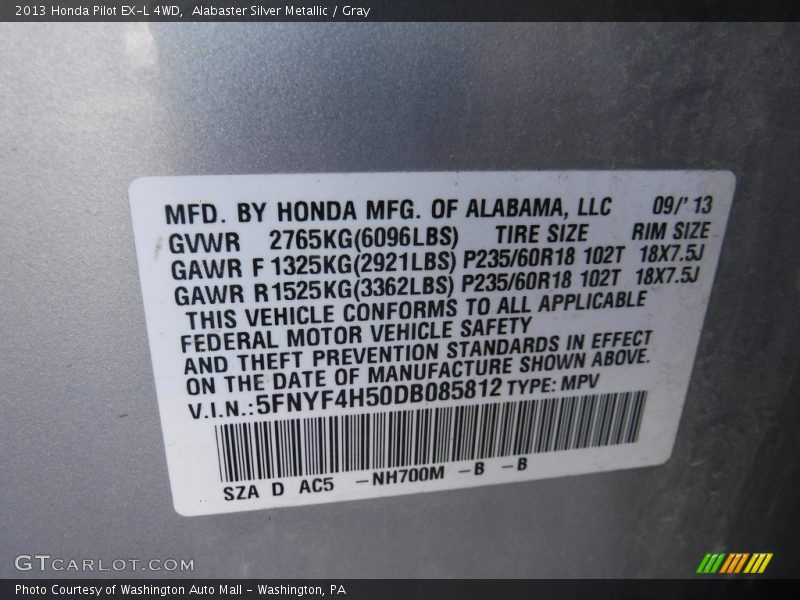 2013 Honda Pilot EX-L 4WD,  Alabaster Silver Metallic / Gray
MFD. BY HONDA MFG. OF ALABAMA, LLC 09/' 13
GVWR 2765KG(6096LBS) TIRE SIZE RIM SIZE
GAWR F 1325KG(2921LBS) P235/60R18 102T 18X7.5J
GAWR R1525KG(3362LBS) P235/60R18 102T 18X7.5J
THIS VEHICLE CONFORMS TO ALL APPLICABLE
FEDERAL MOTOR VEHICLE SAFETY
AND THEFT PREVENTION STANDARDS IN EFFECT
ON THE DATE OF MANUFACTURE SHOWN ABOVE.
V.I.N.:5FNYF4H50DB085812 TYPE: MPV
SZA D AC5 -NH700M -B -B
GTCARLOT.COM
Photo Courtesy of Washington Auto Mall - Washington, PA